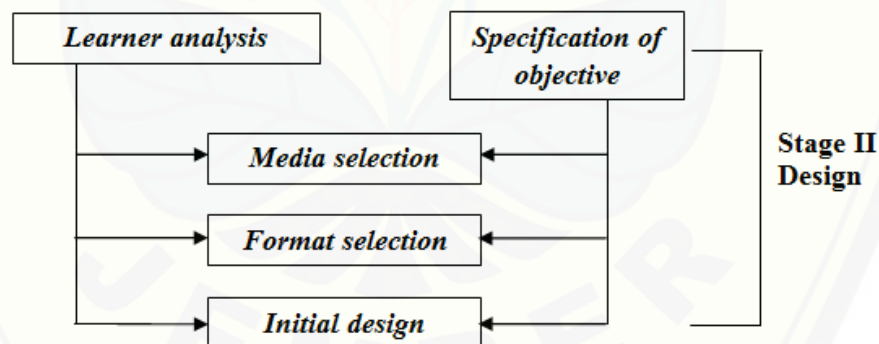 Learner analysis
Specification of
objective
Media selection
Format selection
Initial design
Stage II
Design